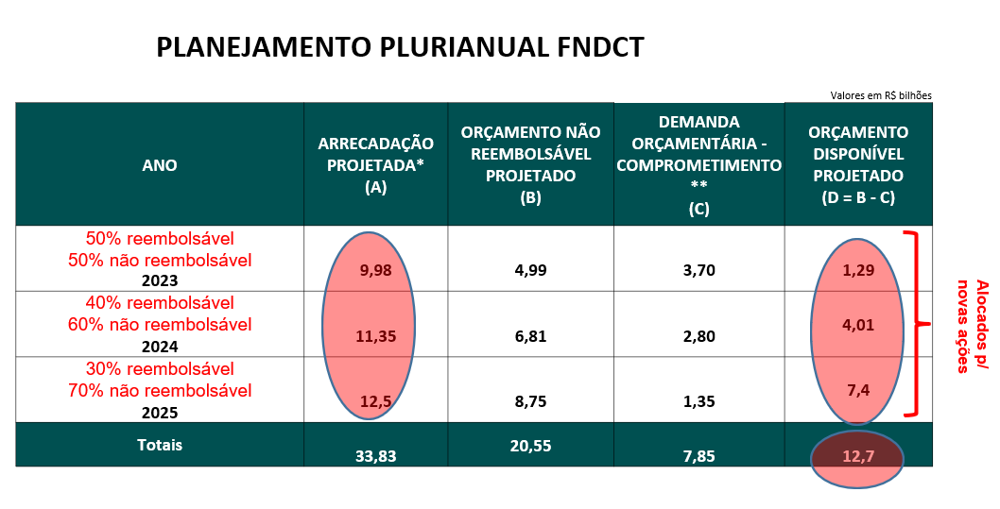 PLANEJAMENTO PLURIANUAL FNDCT
Valores em R$ bilhões
ANO
ARRECADAÇÃO
PROJETADA*
(A)
ORÇAMENTO NÃO
REEMBOLSÁVEL
PROJETADO
(B)
DEMANDA
ORÇAMENTÁRIA -
COMPROMETIMENTO
**
(C)
ORÇAMENTO
DISPONÍVEL
PROJETADO
(D = B - C)
50% reembolsável
50% não reembolsável
2023
9,98
4,99
3,70
1,29
40% reembolsável
60% não reembolsável
2024
11,35
6,81
2,80
4,01
30% reembolsável
70% não reembolsável
2025
12,5
8,75
1,35
7,4
Totais
33,83
20,55
7,85
12,7
Alocados p/
novas ações